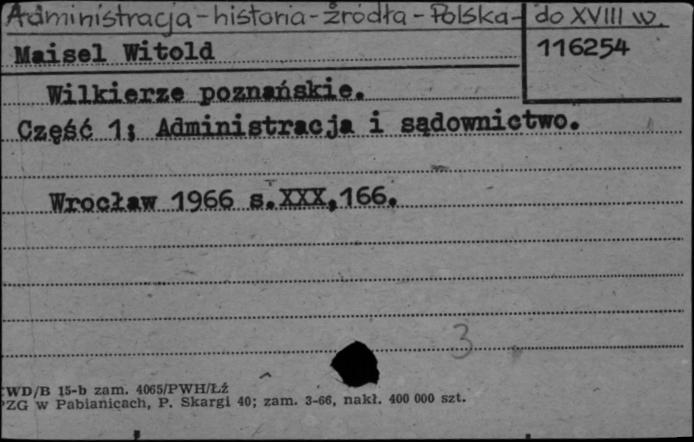 Administracja - historia - źródła - Polska - do XVIII w.
Maisel Witold
116254
Wilkierze poznańskie.
Część 1; Administracja i sądownictwo.
Wrocław 1966 s.XXX,166.
3
WD/B 15-b zam. 4065/PWH/Łź
PZG w Pabianicach, P. Skargi 40; zam. 3-66, nakł. 400 000 szt.